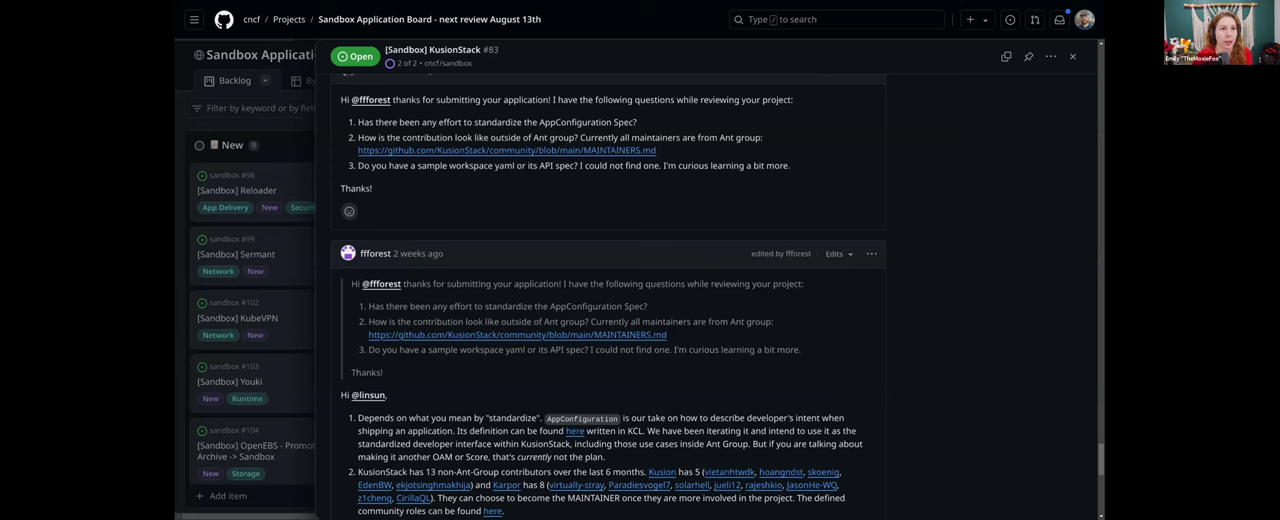 cncf / Projects / Sandbox Application Board - next review August 13th
Type / to search
Emily "TheMoxieFox"
Sandbox Applicati
Open
[Sandbox] KusionStack #83
2 of 2 • cncf/sandbox
Backlog
By
Filter by keyword or by fiel
New 9
sandbox #98
[Sandbox] Reloader
App Delivery New Securi
sandbox #99
[Sandbox] Sermant
Network New
sandbox #102
[Sandbox] KubeVPN
Network New
sandbox #103
[Sandbox] Youki
New Runtime
sandbox #104
[Sandbox] OpenEBS - Promot
Archive -> Sandbox
New Storage
+ Add item
Hi @ffforest thanks for submitting your application! I have the following questions while reviewing your project:
1. Has there been any effort to standardize the AppConfiguration Spec?
2. How is the contribution look like outside of Ant group? Currently all maintainers are from Ant group:
https://github.com/KusionStack/community/blob/main/MAINTAINERS.md
3. Do you have a sample workspace yaml or its API spec? I could not find one. I'm curious learning a bit more.
Thanks!
ffforest 2 weeks ago
edited by ffforest • Edits
Hi @ffforest thanks for submitting your application! I have the following questions while reviewing your project:
1. Has there been any effort to standardize the AppConfiguration Spec?
2. How is the contribution look like outside of Ant group? Currently all maintainers are from Ant group:
https://github.com/KusionStack/community/blob/main/MAINTAINERS.md
3. Do you have a sample workspace yaml or its API spec? I could not find one. I'm curious learning a bit more.
Thanks!
Hi @linsun,
1. Depends on what you mean by "standardize". AppConfiguration is our take on how to describe developer's intent when
shipping an application. Its definition can be found here written in KCL. We have been iterating it and intend to use it as the
standardized developer interface within KusionStack, including those use cases inside Ant Group. But if you are talking about
making it another OAM or Score, that's currently not the plan.
2. KusionStack has 13 non-Ant-Group contributors over the last 6 months. Kusion has 5 (vietanhtwdk, hoangndst, skoenig,
EdenBW, ekjotsinghmakhija) and Karpor has 8 (virtually-stray, Paradiesvogel7, solarhell, jueli12, rajeshkio, JasonHe-WQ,
z1cheng, CirillaQL). They can choose to become the MAINTAINER once they are more involved in the project. The defined
community roles can be found here.